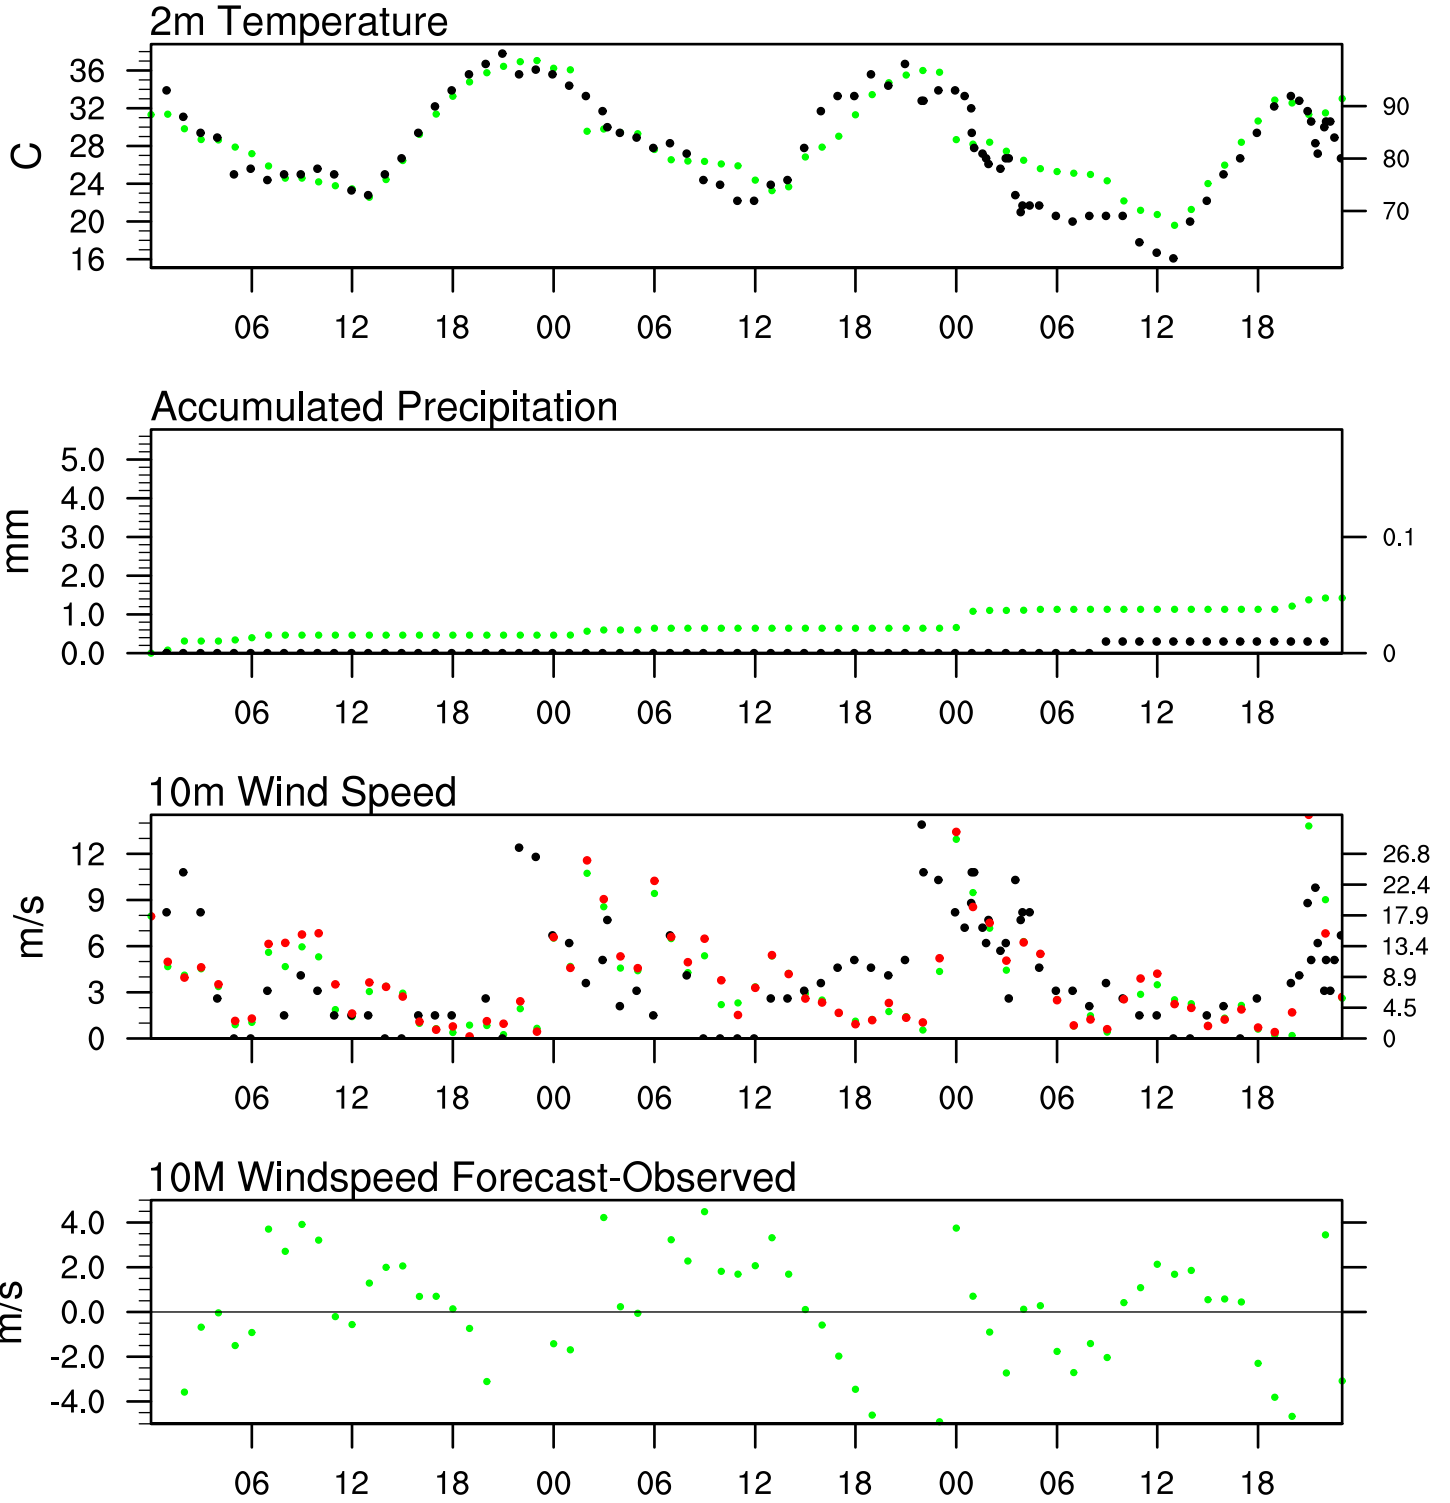 2m Temperature
C
36
32
28
24
20
16
90
80
70
06 12 18 00 06 12 18 00 06 12 18
Accumulated Precipitation
mm
5.0
4.0
3.0
2.0
1.0
0.0
0.1
0
06 12 18 00 06 12 18 00 06 12 18
10m Wind Speed
m/s
12
9
6
3
0
26.8
22.4
17.9
13.4
8.9
4.5
0
06 12 18 00 06 12 18 00 06 12 18
10M Windspeed Forecast-Observed
m/s
4.0
2.0
0.0
-2.0
-4.0
06 12 18 00 06 12 18 00 06 12 18